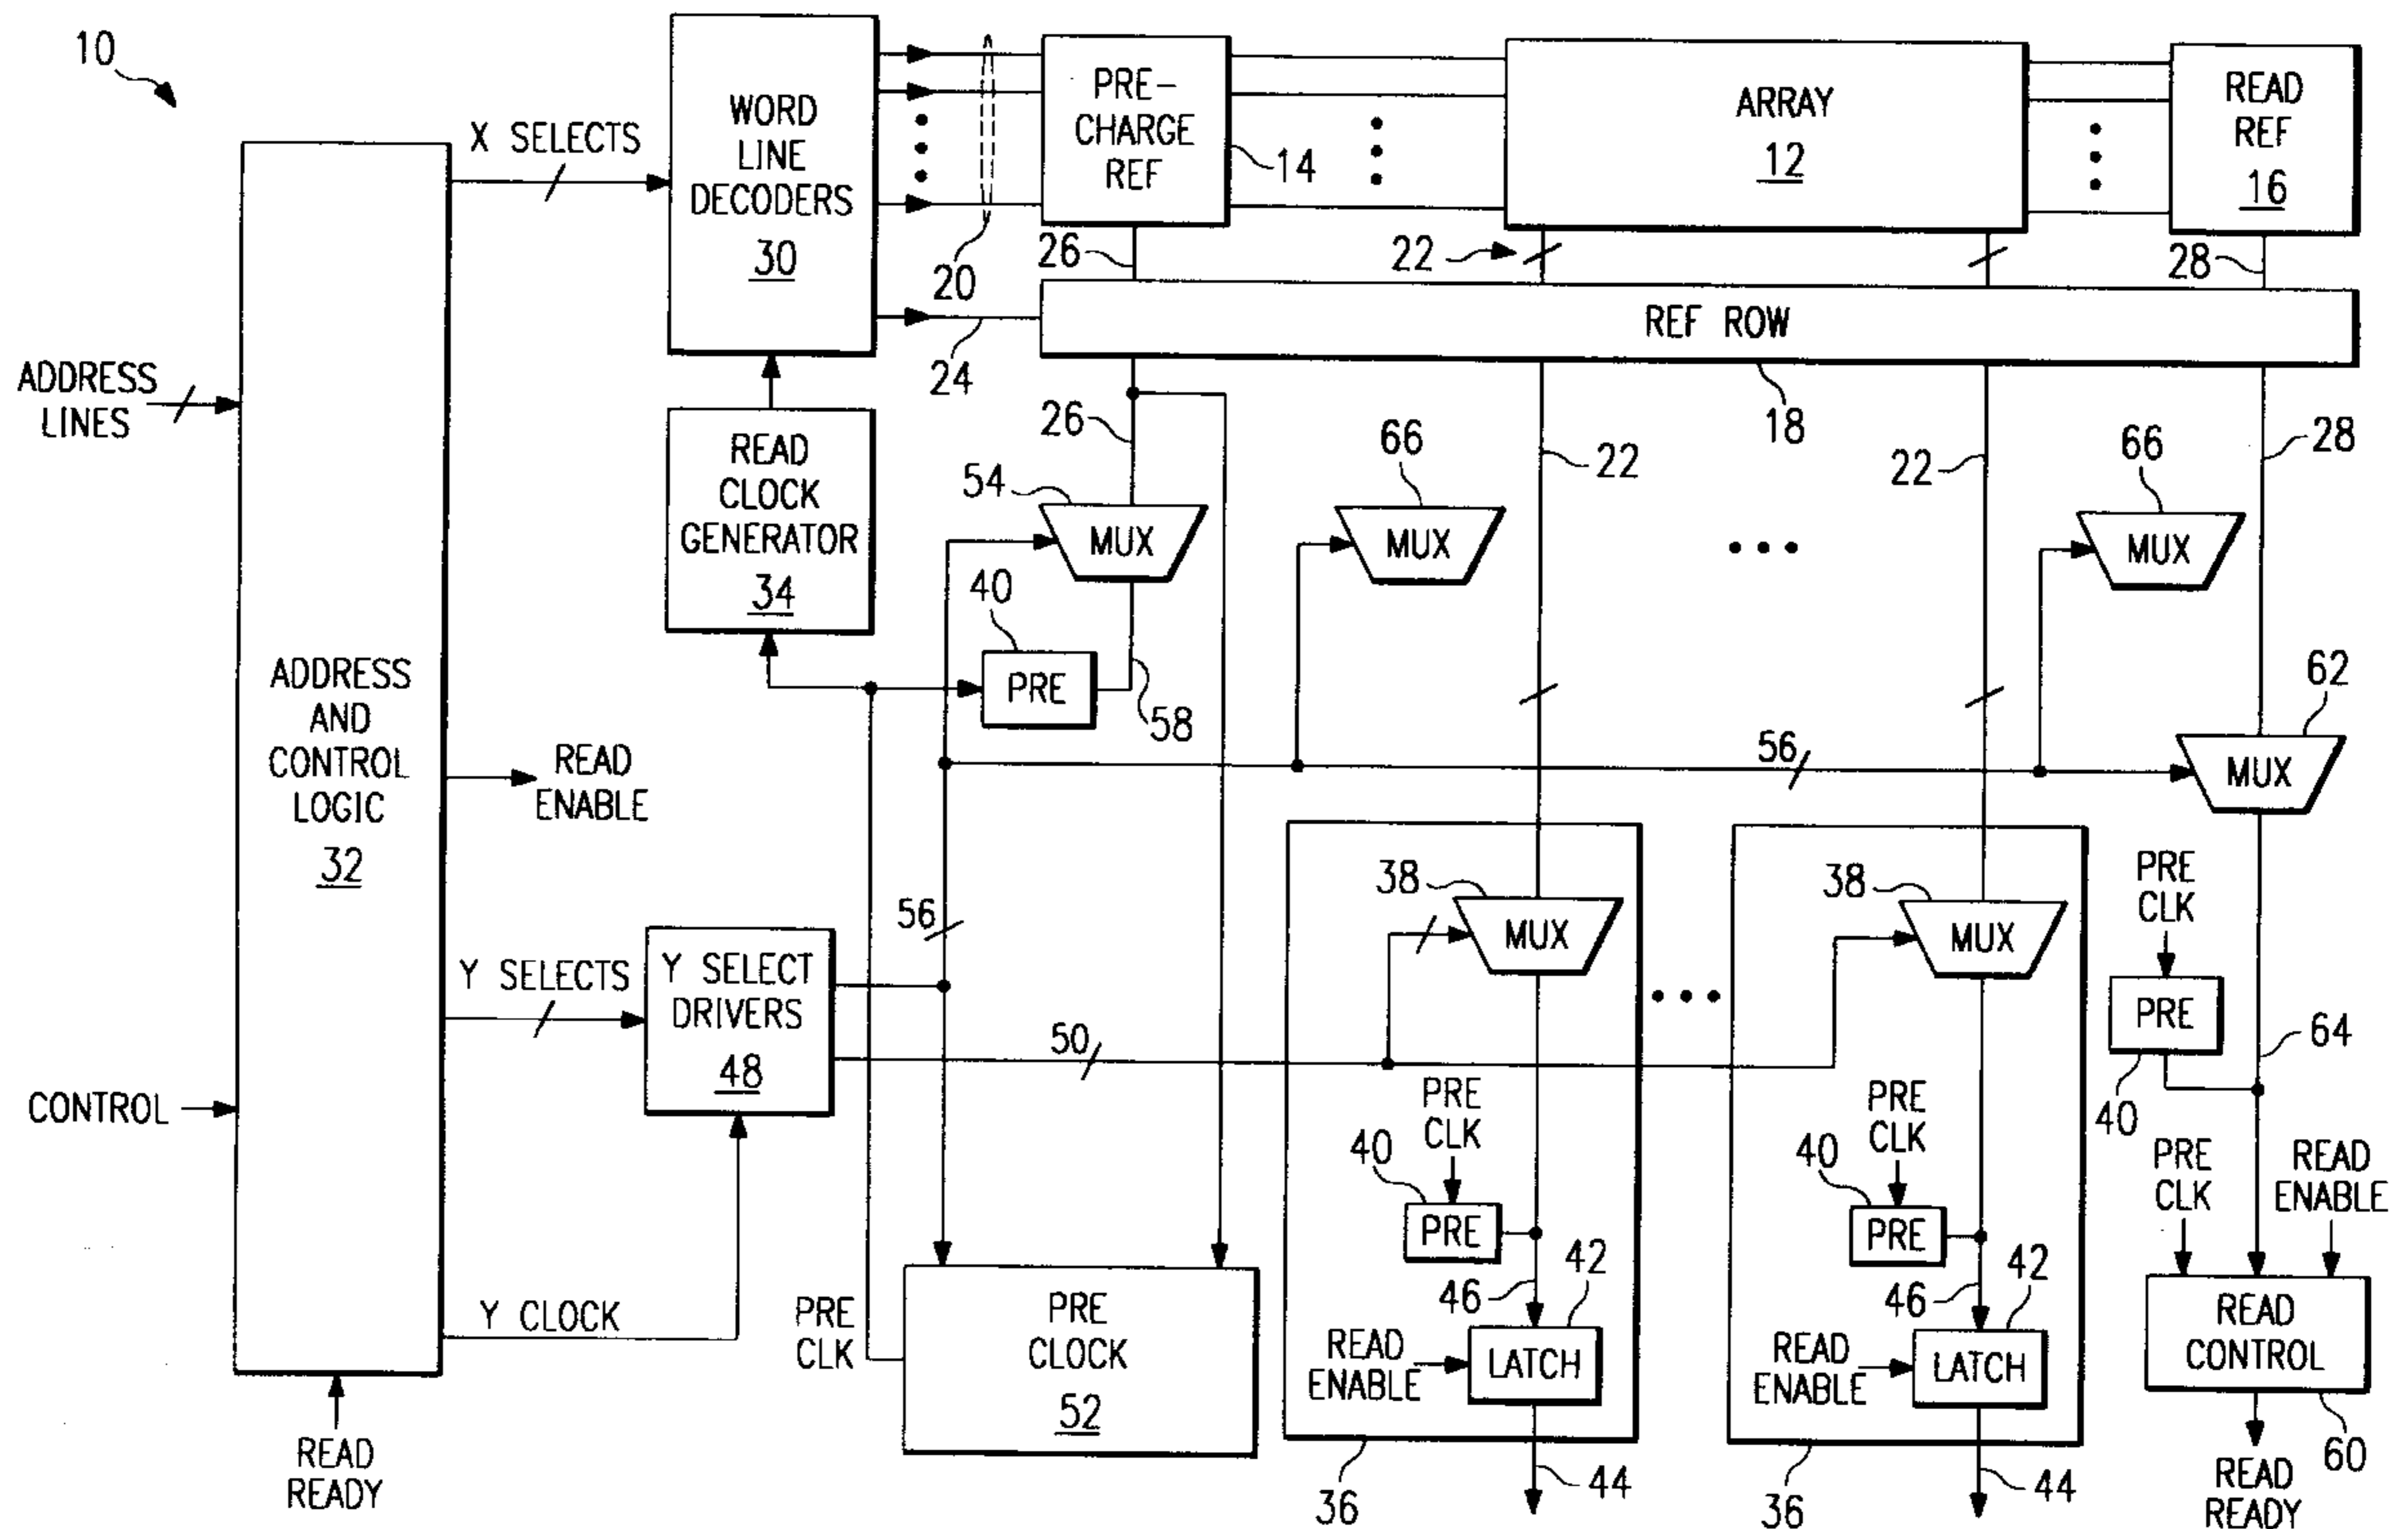 10
X SELECTS
WORD
LINE
DECODERS
30
20
24
PRE-
CHARGE
REF
14
26
ARRAY
12
22
READ
REF
16
28
REF ROW
18
ADDRESS
LINES
READ
CLOCK
GENERATOR
34
26
54
MUX
66
MUX
22
22
66
MUX
28
40
PRE
58
62
MUX
56
ADDRESS
AND
CONTROL
LOGIC
32
READ
ENABLE
56
Y SELECTS
Y SELECT
DRIVERS
48
50
CONTROL
Y CLOCK
READ
READY
PRE
CLK
PRE
CLOCK
52
38
MUX
PRE
CLK
40
PRE
46
42
READ
ENABLE
LATCH
36
44
38
MUX
PRE
CLK
40
PRE
46
42
READ
ENABLE
LATCH
36
44
PRE
CLK
PRE
40
64
PRE
CLK
READ
ENABLE
READ
CONTROL
60
READ
READY